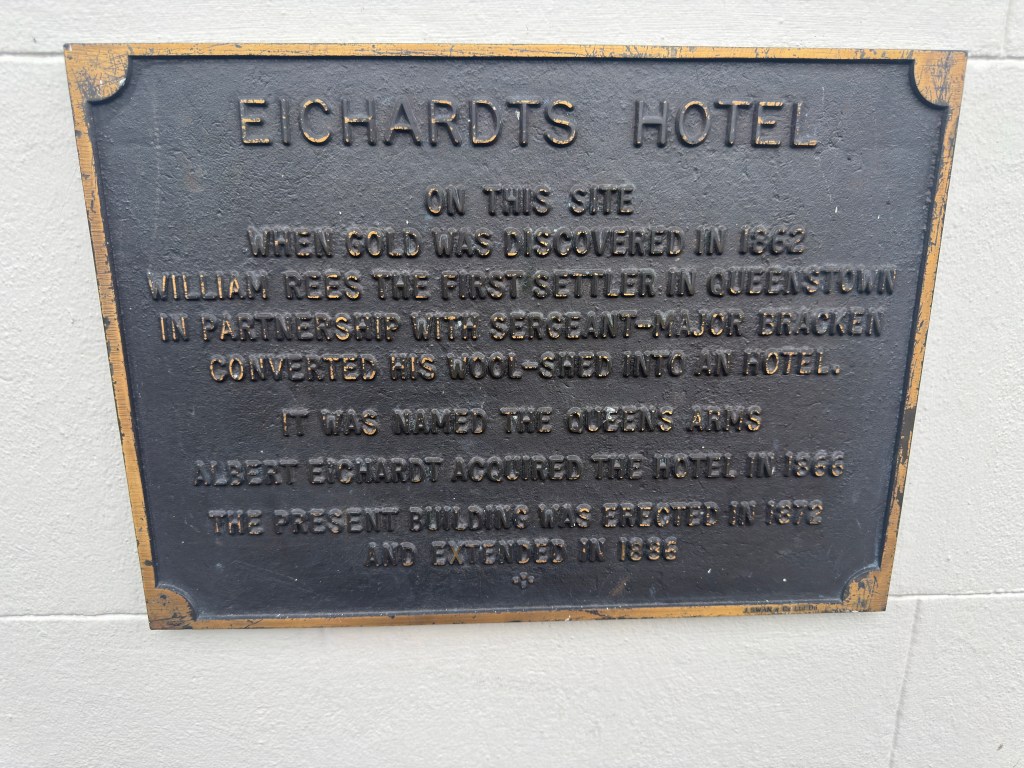 EICHARDTS HOTEL
ON THIS SITE
WHEN GOLD WAS DISCOVERED IN 1862
WILLIAM REES THE FIRST SETTLER IN QUEENSTOWN
IN PARTNERSHIP WITH SERGEANT-MAJOR BRACKEN
CONVERTED HIS WOOL-SHED INTO AN HOTEL.
IT WAS NAMED THE QUEENS ARMS
ALBERT EICHARDT ACQUIRED THE HOTEL IN 1866
THE PRESENT BUILDING WAS ERECTED IN 1872
AND EXTENDED IN 1886